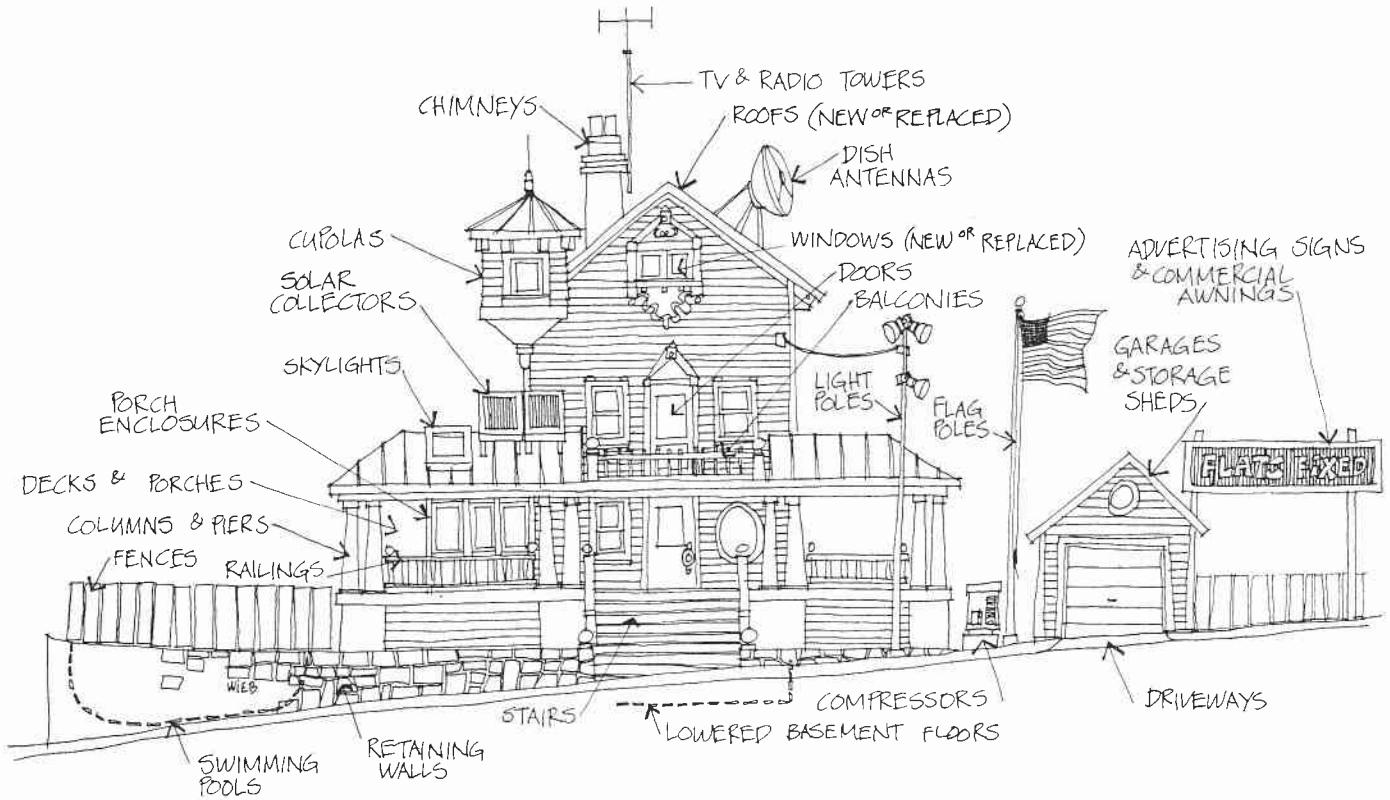 TV & RADIO TOWERS
CHIMNEYS
ROOFS (NEW OR REPLACED)
DISH
ANTENNAS
CUPOLAS
WINDOWS (NEW OR REPLACED)
ADVERTISING SIGNS
& COMMERCIAL
AWNINGS
SOLAR
COLLECTORS
DOORS
BALCONIES
SKYLIGHTS
GARAGES
& STORAGE
SHEDS
LIGHT
POLES
FLAG
POLES
PORCH
ENCLOSURES
FLATS FIXED
DECKS & PORCHES
COLUMNS & PIERS
FENCES
RAILINGS
WIEB
STAIRS
COMPRESSORS
DRIVEWAYS
LOWERED BASEMENT FLOORS
RETAINING
WALLS
SWIMMING
POOLS